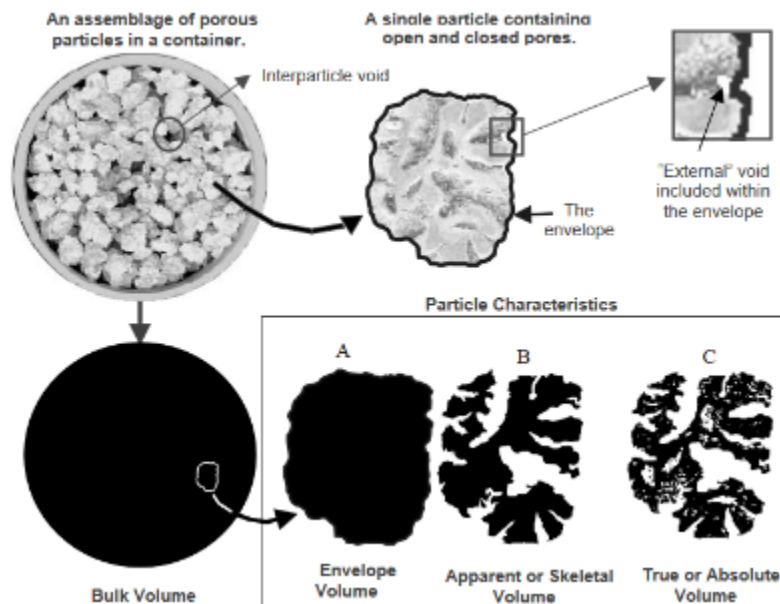 An assemblage of porous
particles in a container.
A single particle containing
open and closed pores.
Interparticle void
"External" void
included within
the envelope
The
envelope
Particle Characteristics
A
B
C
Bulk Volume
Envelope
Volume
Apparent or Skeletal
Volume
True or Absolute
Volume